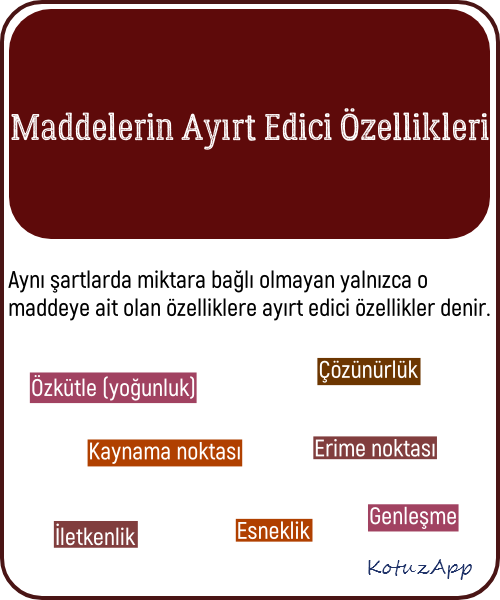 Maddelerin Ayırt Edici Özellikleri
Aynı şartlarda miktara bağlı olmayan yalnızca o
maddeye ait olan özelliklere ayırt edici özellikler denir.
Özkütle (yoğunluk)
Çözünürlük
Kaynama noktası
Erime noktası
İletkenlik
Esneklik
Genleşme
KotuzApp